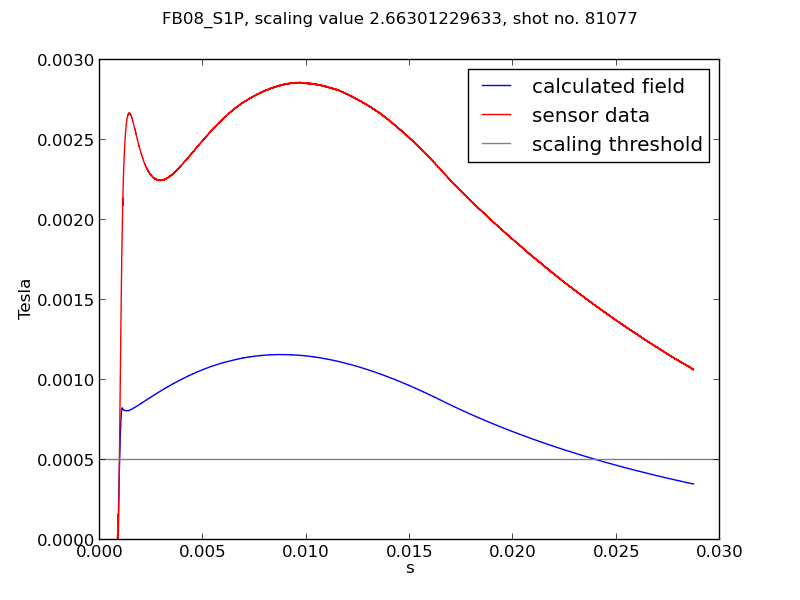 FB08_S1P, scaling value 2.66301229633, shot no. 81077
calculated field
sensor data
scaling threshold
Tesla
0.0030
0.0025
0.0020
0.0015
0.0010
0.0005
0.0000
0.000
0.005
0.010
0.015
0.020
0.025
0.030
s